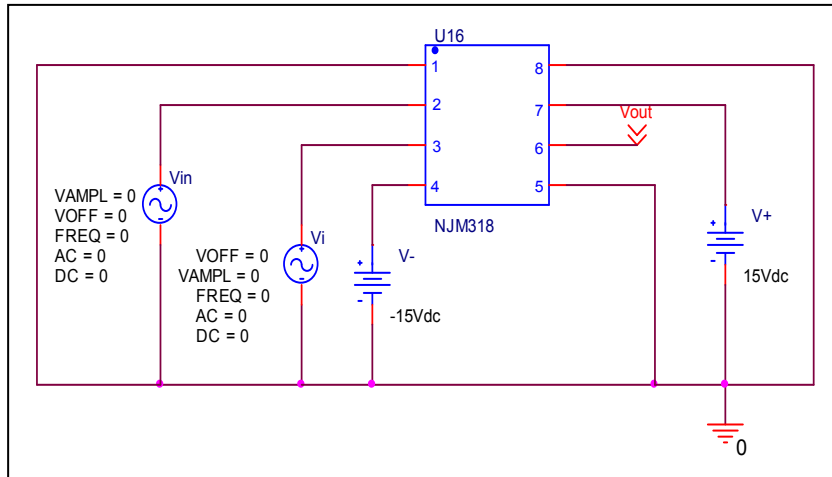 U16
1
8
2
7
Vout
3
6
4
5
NJM318
Vin
VAMPL = 0
VOFF = 0
FREQ = 0
AC = 0
DC = 0
Vi
VOFF = 0
VAMPL = 0
FREQ = 0
AC = 0
DC = 0
V-
-15Vdc
V+
15Vdc
0